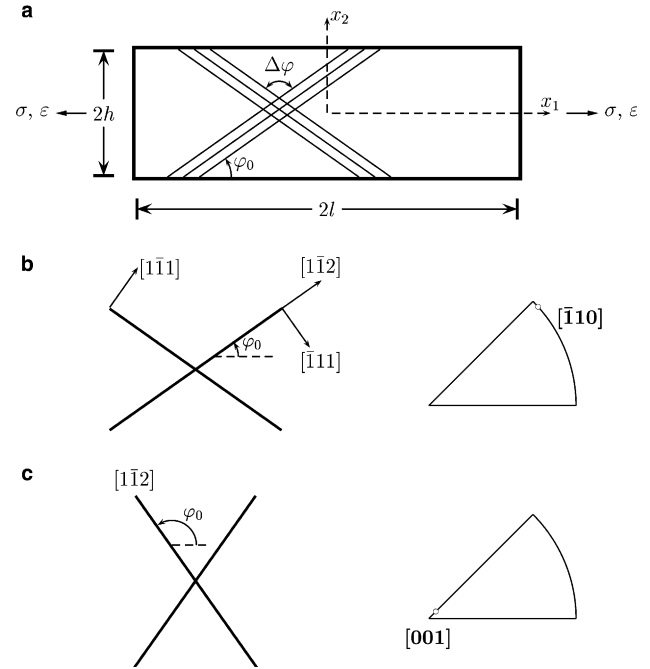 a
x₂
Δφ
σ, ε 2h x₁ σ, ε
φ₀
2l
b
[11̄1] [11̄2]
[1̄10]
φ₀
[1̄11]
c
[11̄2]
φ₀
[001]